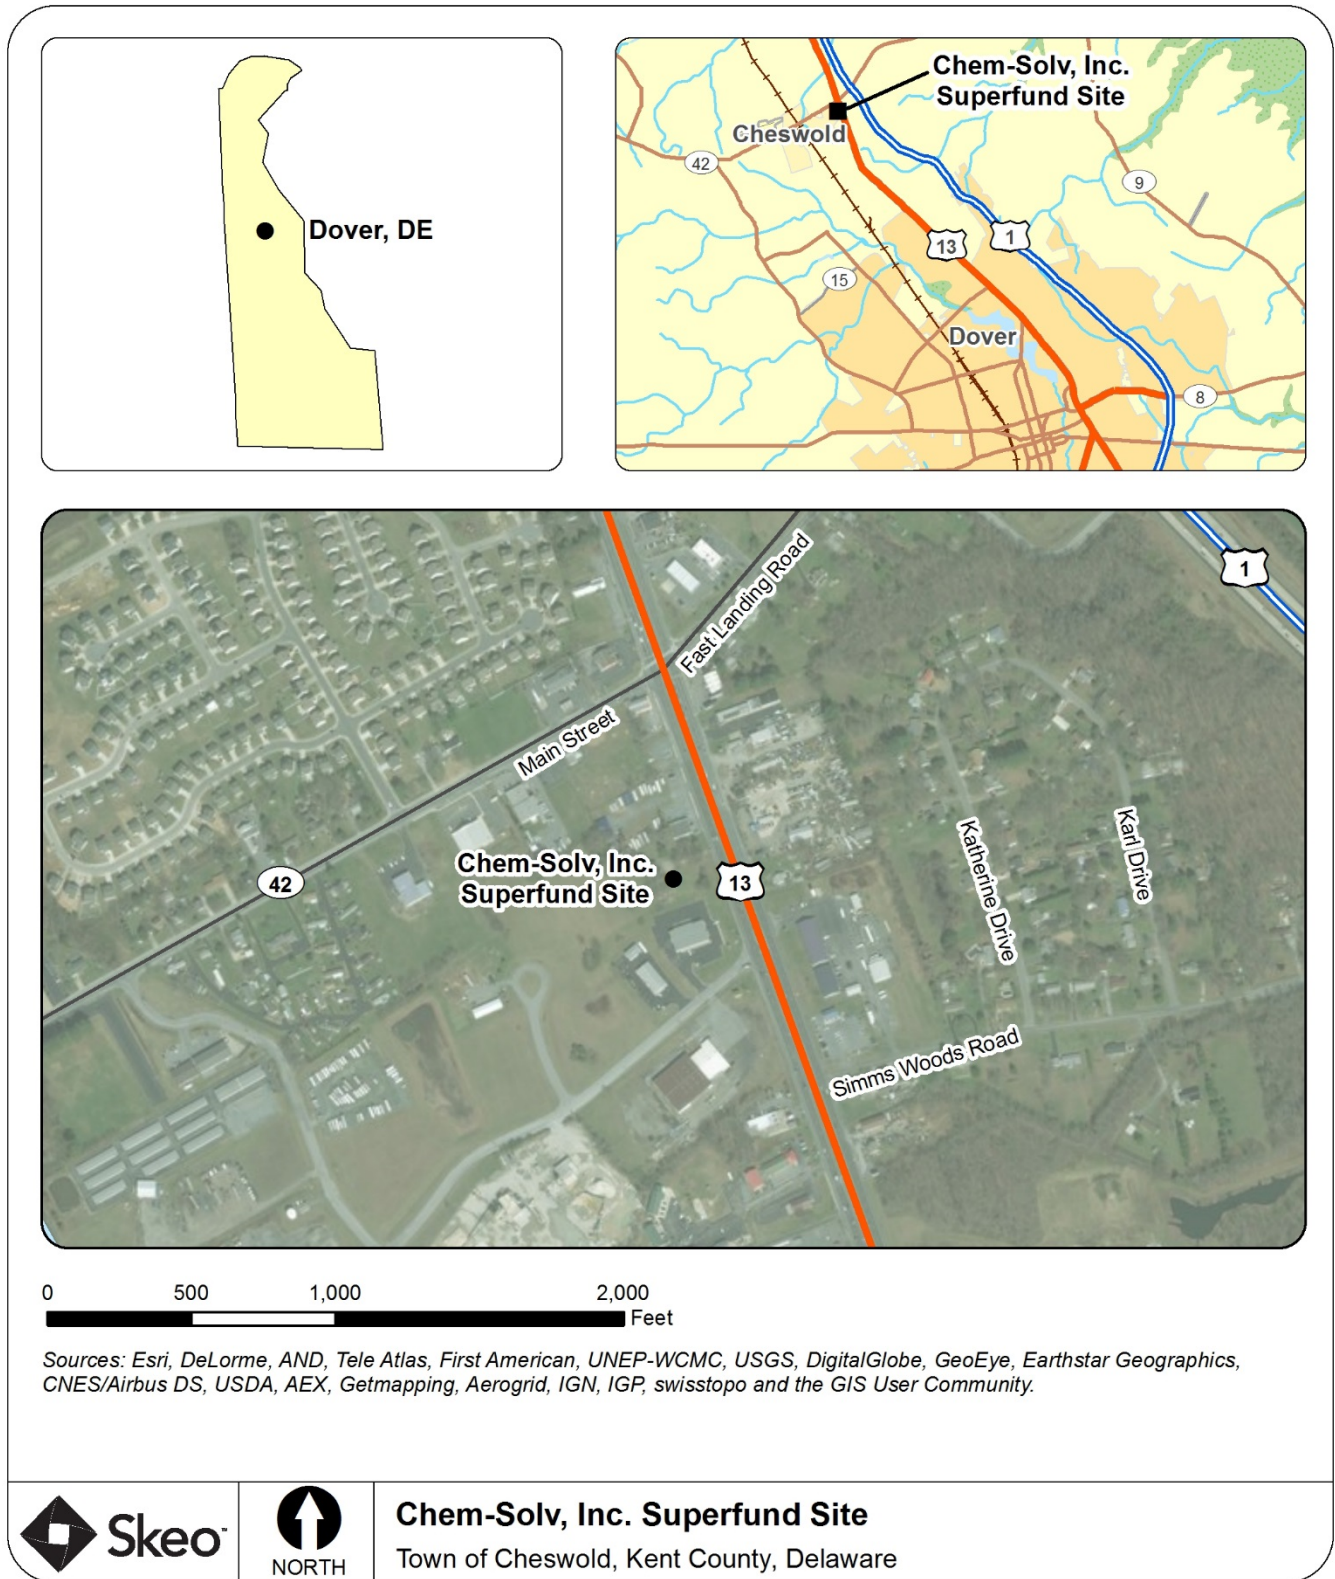 Dover, DE
Chem-Solv, Inc.
Superfund Site
Cheswold
42
9
13
1
15
Dover
8
1
Fast Landing Road
Main Street
Chem-Solv, Inc.
Superfund Site
13
42
Katherine Drive
Karl Drive
Simms Woods Road
0 500 1,000 2,000
Feet
Sources: Esri, DeLorme, AND, Tele Atlas, First American, UNEP-WCMC, USGS, DigitalGlobe, GeoEye, Earthstar Geographics,
CNES/Airbus DS, USDA, AEX, Getmapping, Aerogrid, IGN, IGP, swisstopo and the GIS User Community.
Skeo™
NORTH
Chem-Solv, Inc. Superfund Site
Town of Cheswold, Kent County, Delaware